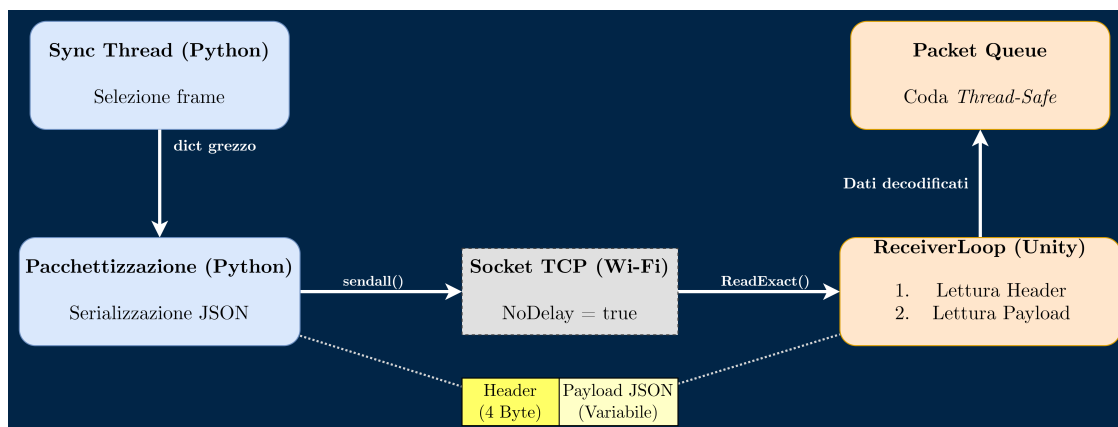 Sync Thread (Python)
Selezione frame
dict grezzo
Pacchettizzazione (Python)
Serializzazione JSON
sendall()
Socket TCP (Wi-Fi)
NoDelay = true
ReadExact()
ReceiverLoop (Unity)
1. Lettura Header
2. Lettura Payload
Dati decodificati
Packet Queue
Coda Thread-Safe
Header
(4 Byte)
Payload JSON
(Variabile)